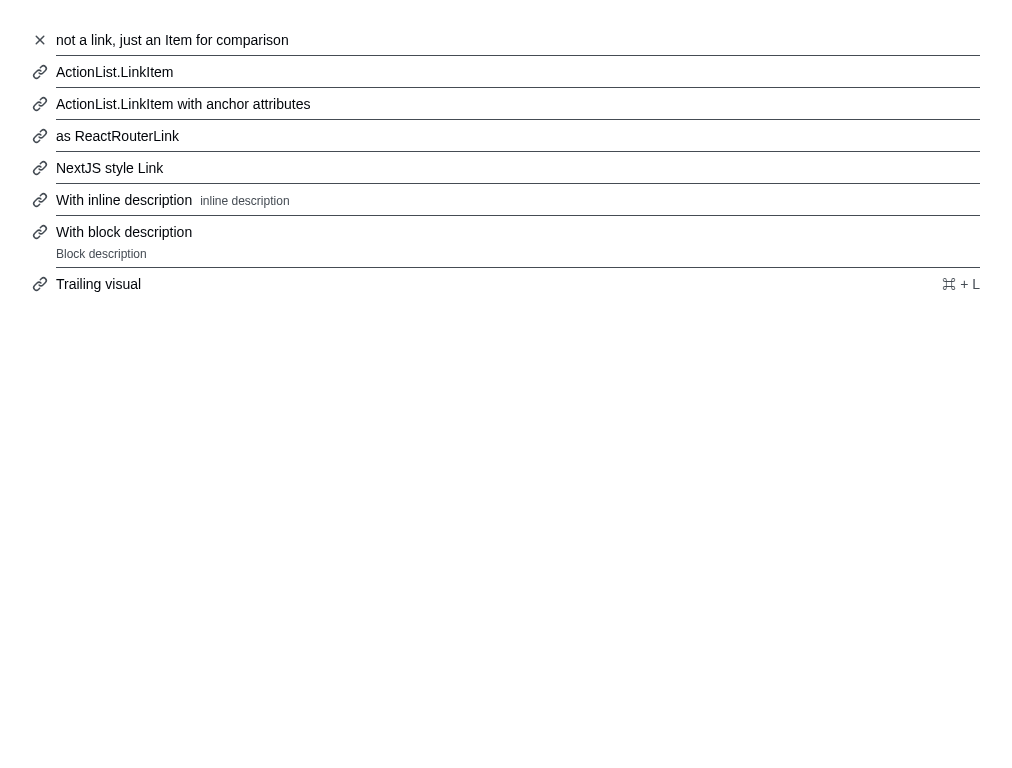 not a link, just an Item for comparison
ActionList.LinkItem
ActionList.LinkItem with anchor attributes
as ReactRouterLink
NextJS style Link
With inline description inline description
With block description
Block description
Trailing visual ⌘ + L